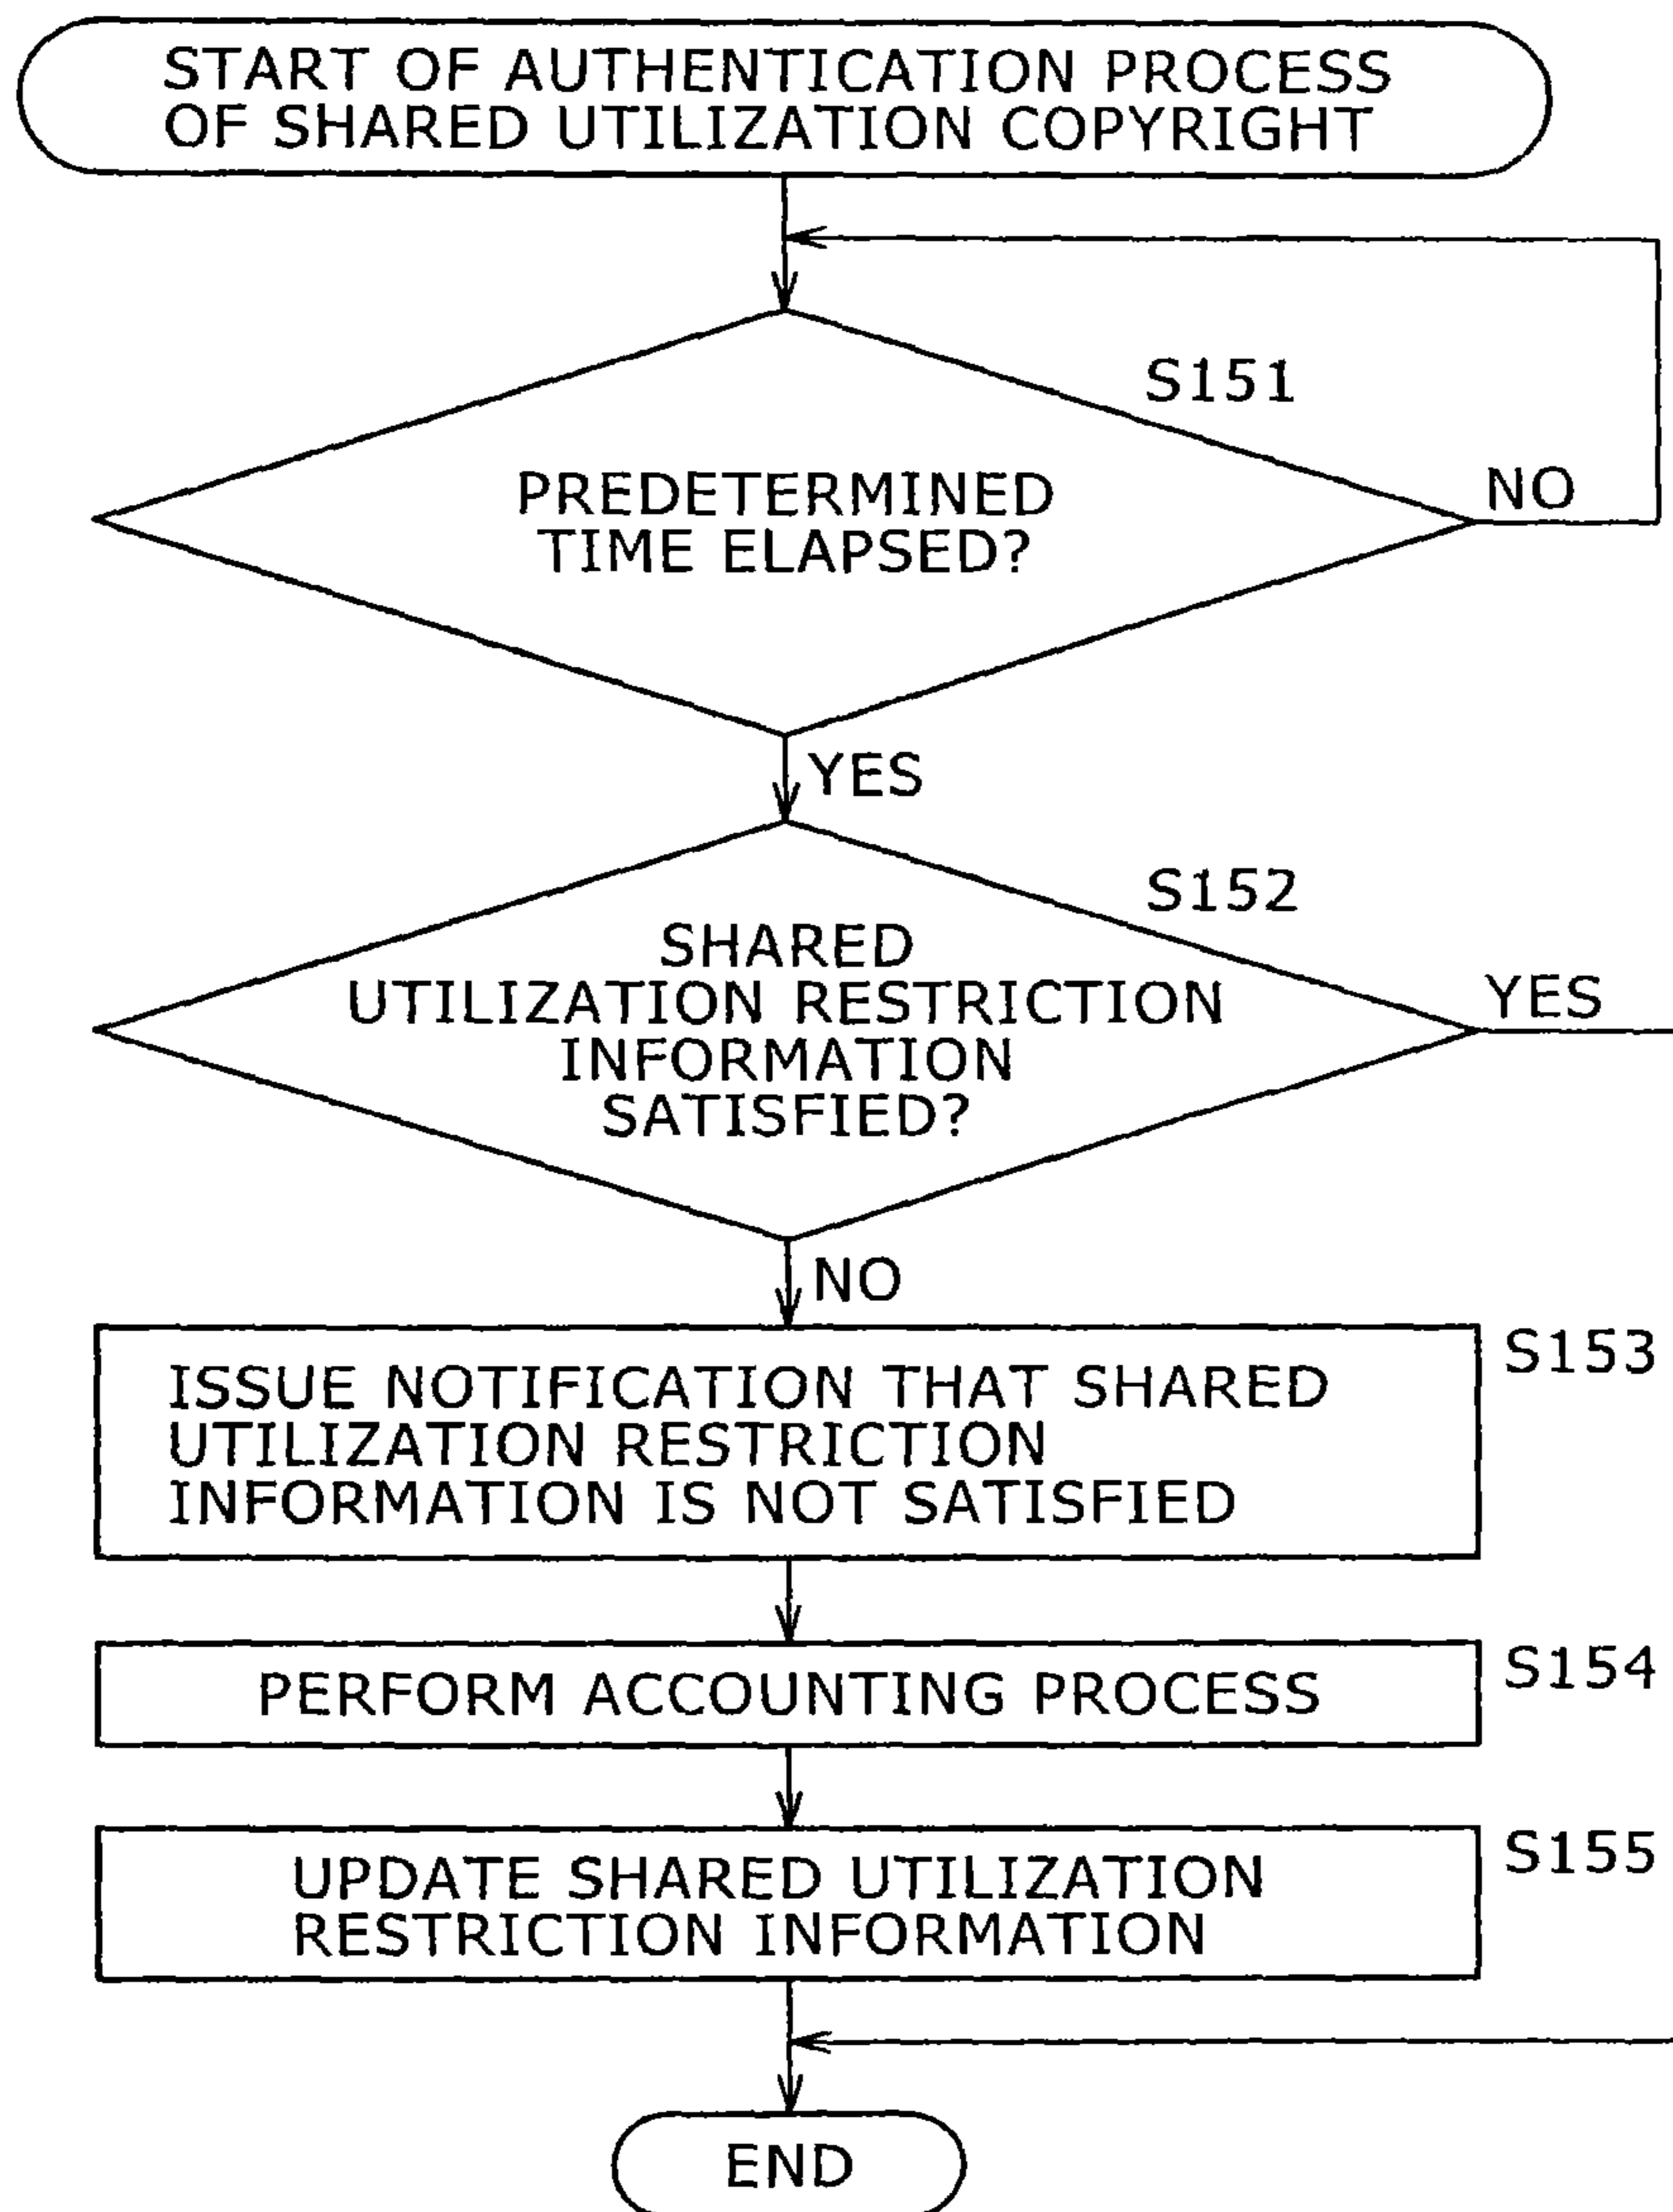 START OF AUTHENTICATION PROCESS
OF SHARED UTILIZATION COPYRIGHT
S151
PREDETERMINED
TIME ELAPSED?
NO
YES
S152
SHARED
UTILIZATION RESTRICTION
INFORMATION
SATISFIED?
YES
NO
S153
ISSUE NOTIFICATION THAT SHARED
UTILIZATION RESTRICTION
INFORMATION IS NOT SATISFIED
S154
PERFORM ACCOUNTING PROCESS
S155
UPDATE SHARED UTILIZATION
RESTRICTION INFORMATION
END